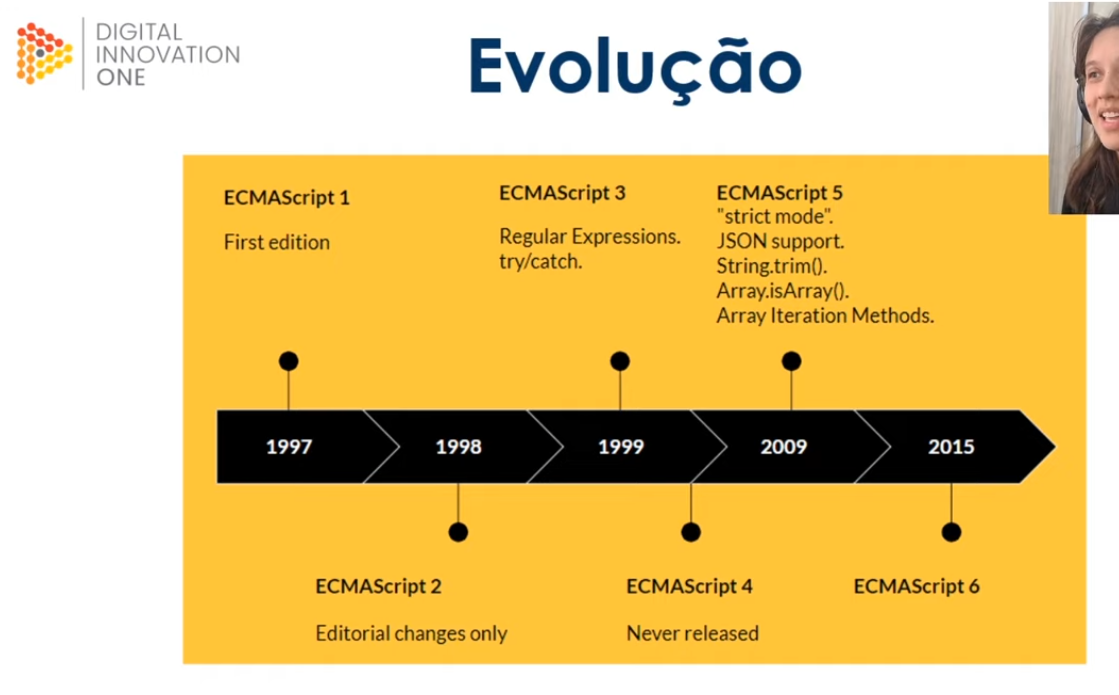 DIGITAL
INNOVATION
ONE
Evolução
ECMAScript 1
First edition
ECMAScript 3
Regular Expressions.
try/catch.
ECMAScript 5
"strict mode".
JSON support.
String.trim().
Array.isArray().
Array Iteration Methods.
1997
1998
1999
2009
2015
ECMAScript 2
Editorial changes only
ECMAScript 4
Never released
ECMAScript 6